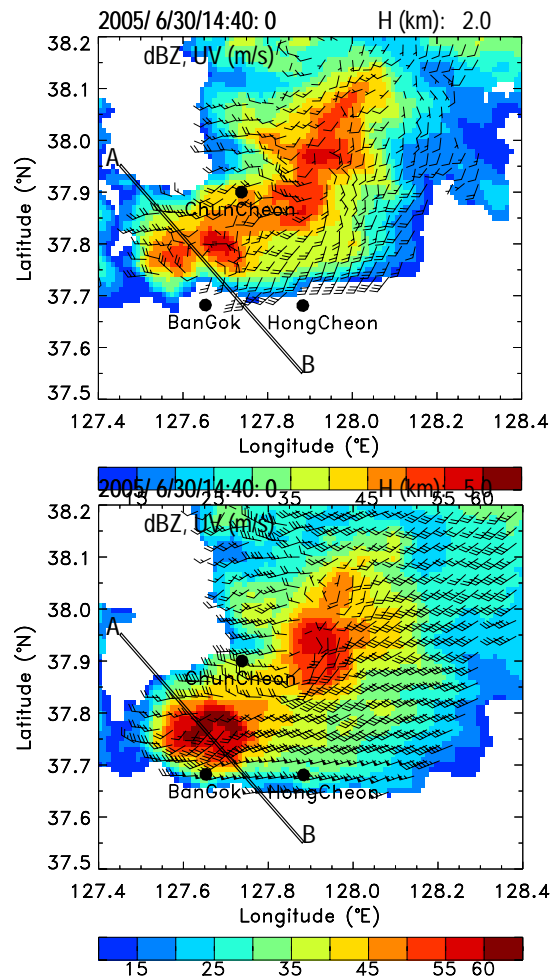 2005/ 6/30/14:40: 0 H (km): 2.0
38.2
dBZ, UV (m/s)
38.1
38.0
A
37.9
ChunCheon
37.8
37.7
BanGok HongCheon
37.6
B
37.5
127.4 127.6 127.8 128.0 128.2 128.4
Latitude (°N)
Longitude (°E)
15 25 35 45 55 60
2005/ 6/30/14:40: 0 H (km): 5.0
38.2
dBZ, UV (m/s)
38.1
38.0
A
37.9
ChunCheon
37.8
37.7
BanGok HongCheon
37.6
B
37.5
127.4 127.6 127.8 128.0 128.2 128.4
Latitude (°N)
Longitude (°E)
15 25 35 45 55 60